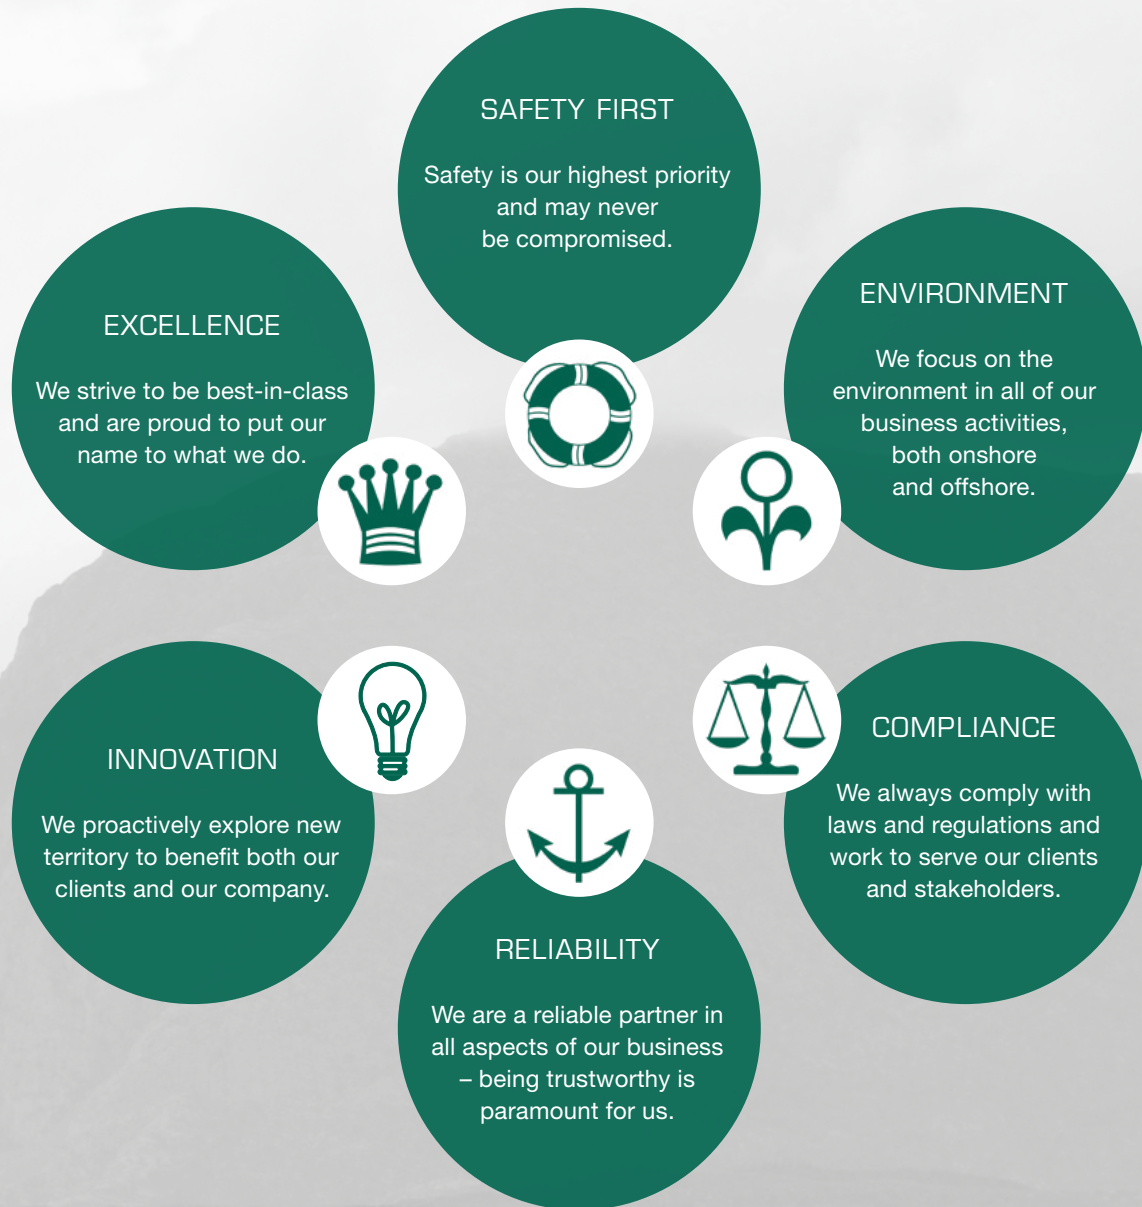 SAFETY FIRST
Safety is our highest priority
and may never
be compromised.
EXCELLENCE
We strive to be best-in-class
and are proud to put our
name to what we do.
ENVIRONMENT
We focus on the
environment in all of our
business activities,
both onshore
and offshore.
INNOVATION
We proactively explore new
territory to benefit both our
clients and our company.
COMPLIANCE
We always comply with
laws and regulations and
work to serve our clients
and stakeholders.
RELIABILITY
We are a reliable partner in
all aspects of our business
– being trustworthy is
paramount for us.